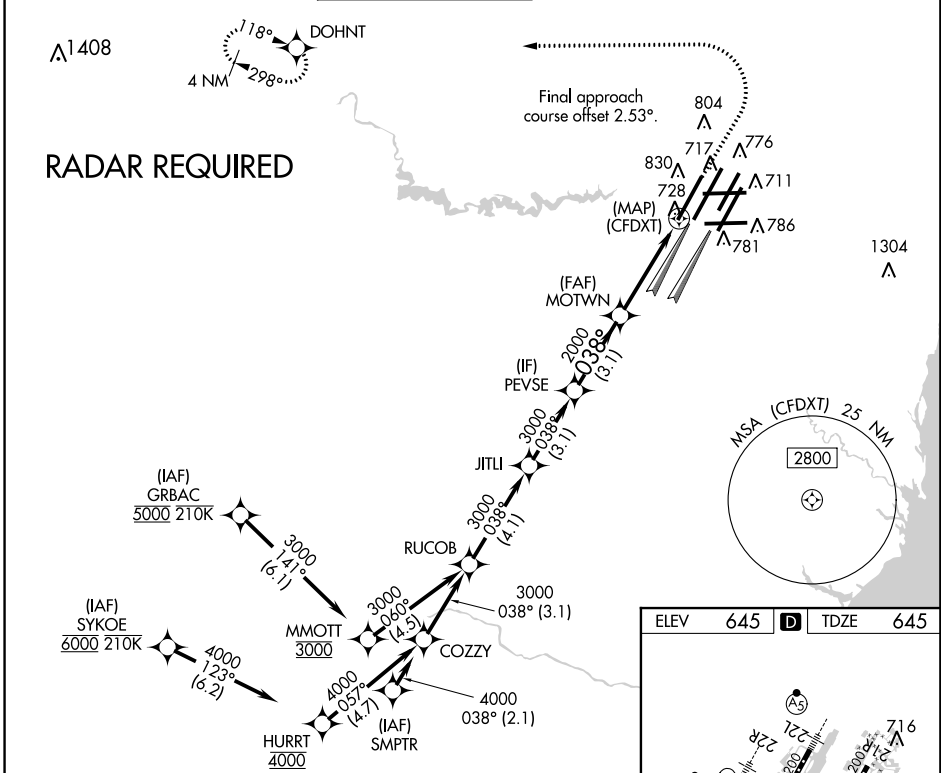 1408
118°
DOHNT
4 NM
298°
Final approach
course offset 2.53°.
804
RADAR REQUIRED
830
717
776
728
711
(MAP)
(CFDXT)
786
781
1304
(FAF)
MOTWN
2000
038°
(3.1)
(IF)
PEVSE
3000
038°
(3.1)
JITLI
MSA (CFDXT) 25 NM
2800
(IAF)
GRBAC
5000 210K
3000
038°
(4.1)
RUCOB
3000
141°
(6.1)
3000
038° (3.1)
3000
060°
(4.5)
MMOTT
3000
COZZY
(IAF)
SYKOE
6000 210K
4000
123°
(6.2)
4000
057°
(4.7)
4000
038° (2.1)
(IAF)
SMPTR
HURRT
4000
ELEV 645 D TDZE 645
A5
22R
22L
716
200
200